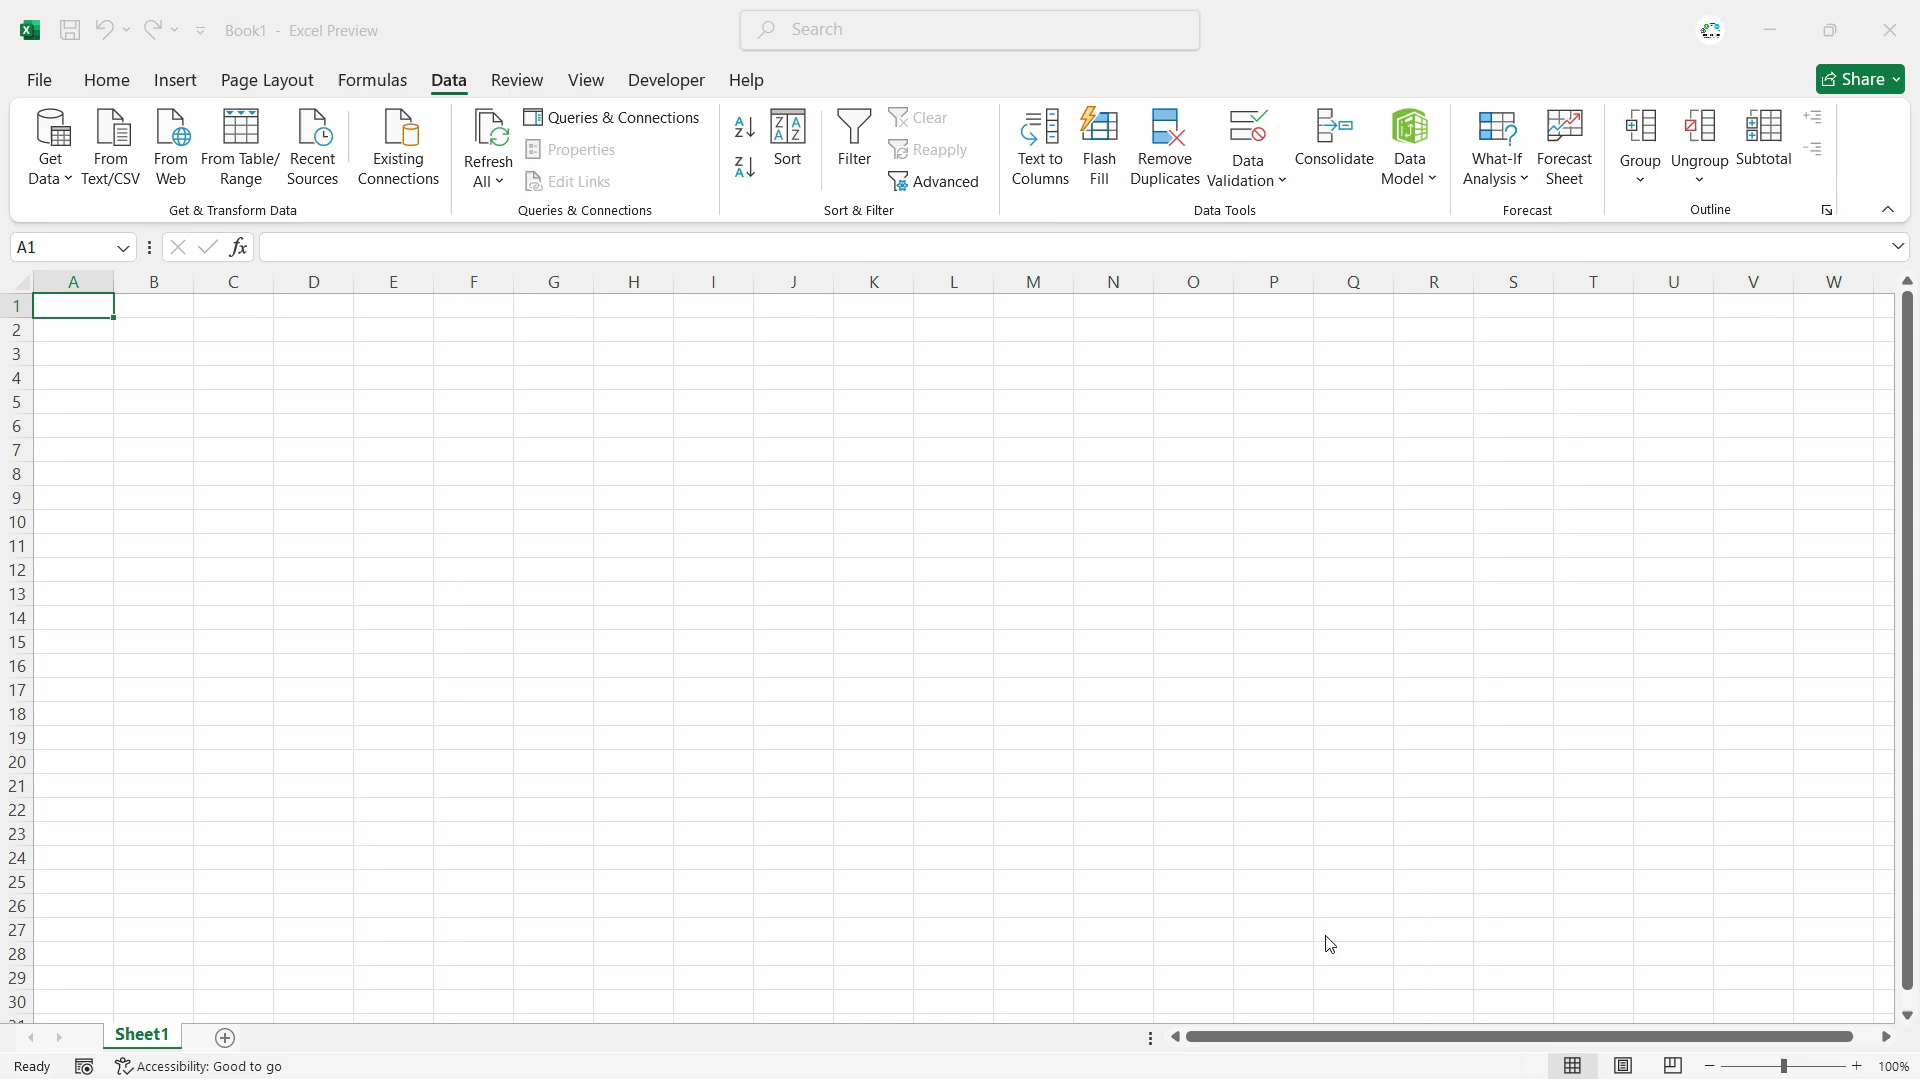 Book1 - Excel Preview
Search
File Home Insert Page Layout Formulas Data Review View Developer Help
Share
Get Data
From Text/CSV
From Web
From Table/ Range
Recent Sources
Existing Connections
Get & Transform Data
Refresh All
Queries & Connections
Properties
Edit Links
Queries & Connections
Sort
Filter
Clear
Reapply
Advanced
Sort & Filter
Text to Columns
Flash Fill
Remove Duplicates
Data Validation
Consolidate
Data Model
Data Tools
What-If Analysis
Forecast Sheet
Forecast
Group
Ungroup
Subtotal
Outline
A1
fx
A B C D E F G H I J K L M N O P Q R S T U V W
1
2
3
4
5
6
7
8
9
10
11
12
13
14
15
16
17
18
19
20
21
22
23
24
25
26
27
28
29
30
Sheet1
Ready
Accessibility: Good to go
100%